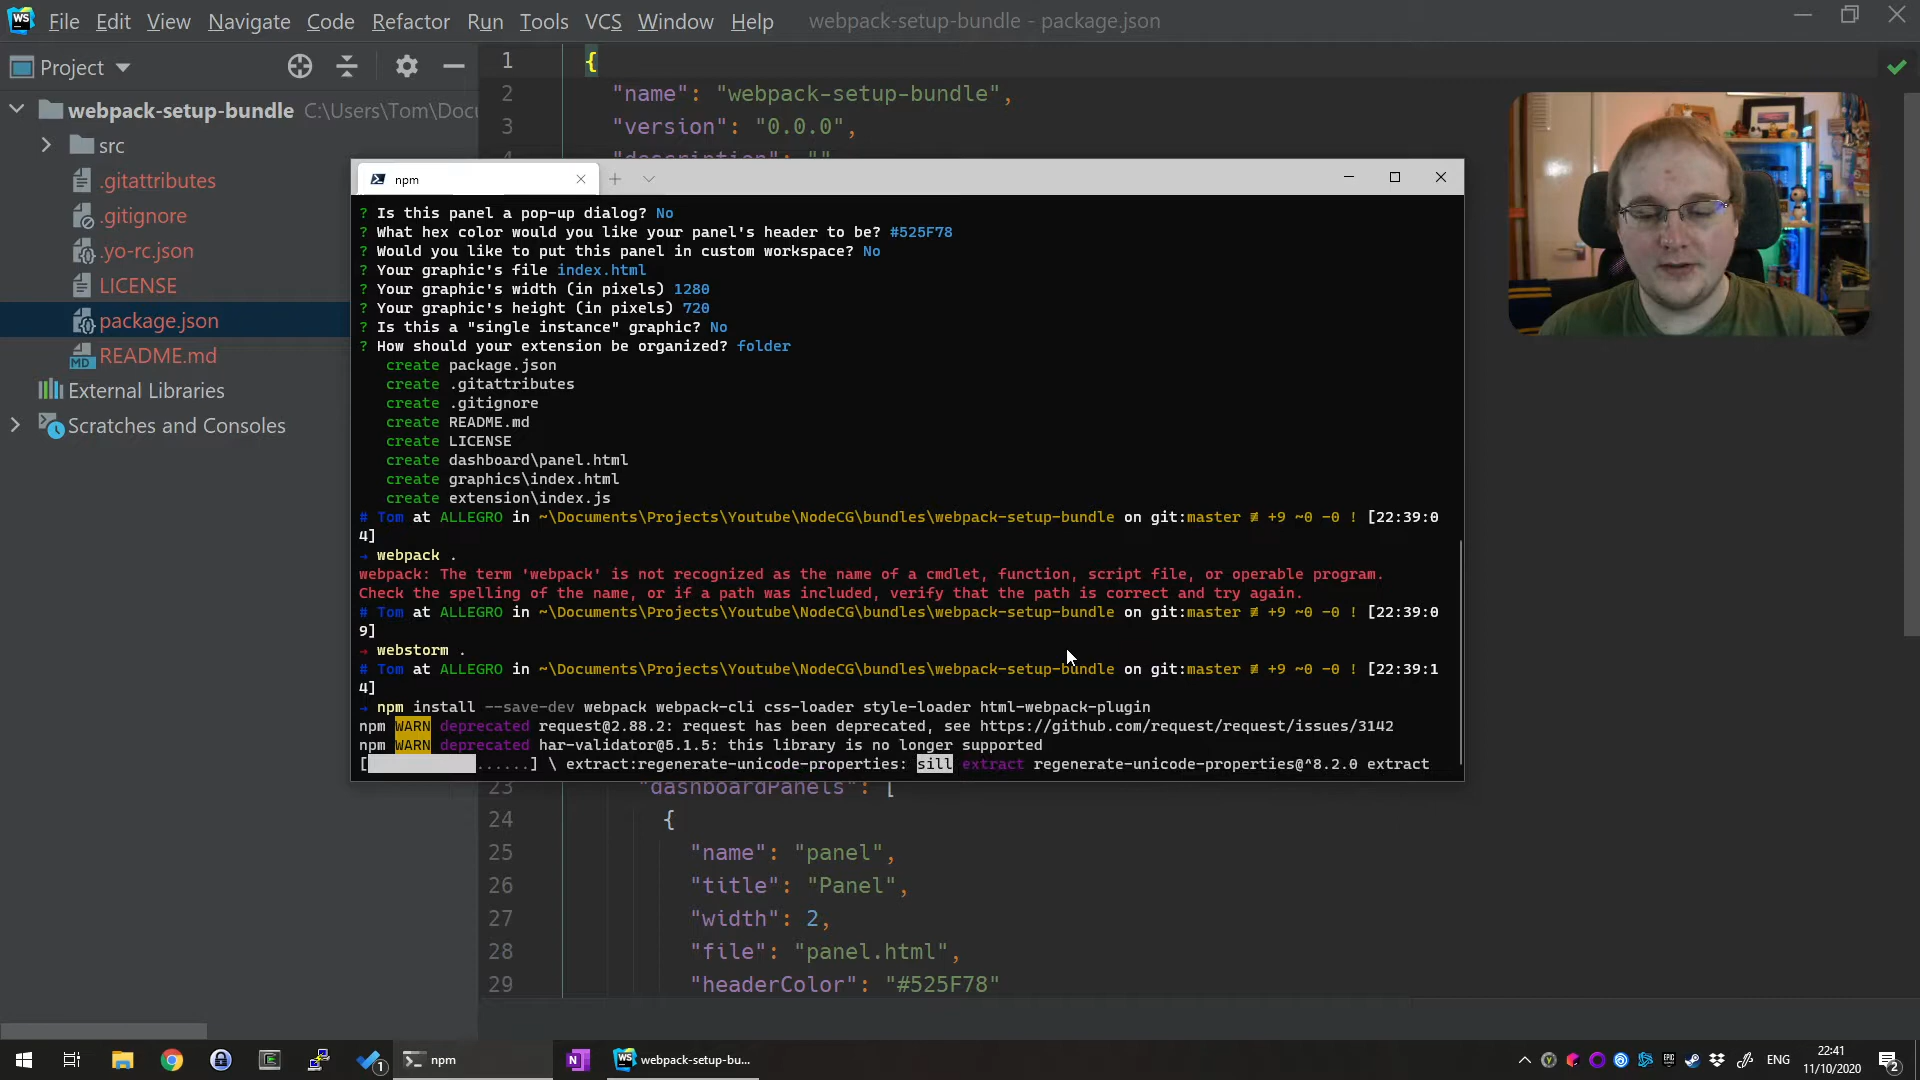 WS File Edit View Navigate Code Refactor Run Tools VCS Window Help webpack-setup-bundle - package.json
Project
webpack-setup-bundle C:\Users\Tom\Docu
src
.gitattributes
.gitignore
.yo-rc.json
LICENSE
package.json
MD README.md
External Libraries
Scratches and Consoles
1 {
2 "name": "webpack-setup-bundle",
3 "version": "0.0.0",
4 "description": ""
npm
? Is this panel a pop-up dialog? No
? What hex color would you like your panel's header to be? #525F78
? Would you like to put this panel in custom workspace? No
? Your graphic's file index.html
? Your graphic's width (in pixels) 1280
? Your graphic's height (in pixels) 720
? Is this a "single instance" graphic? No
? How should your extension be organized? folder
create package.json
create .gitattributes
create .gitignore
create README.md
create LICENSE
create dashboard\panel.html
create graphics\index.html
create extension\index.js
# Tom at ALLEGRO in ~\Documents\Projects\Youtube\NodeCG\bundles\webpack-setup-bundle on git:master ≢ +9 ~0 -0 ! [22:39:0
4]
→ webpack .
webpack: The term 'webpack' is not recognized as the name of a cmdlet, function, script file, or operable program.
Check the spelling of the name, or if a path was included, verify that the path is correct and try again.
# Tom at ALLEGRO in ~\Documents\Projects\Youtube\NodeCG\bundles\webpack-setup-bundle on git:master ≢ +9 ~0 -0 ! [22:39:0
9]
→ webstorm .
# Tom at ALLEGRO in ~\Documents\Projects\Youtube\NodeCG\bundles\webpack-setup-bundle on git:master ≢ +9 ~0 -0 ! [22:39:1
4]
→ npm install --save-dev webpack webpack-cli css-loader style-loader html-webpack-plugin
npm WARN deprecated request@2.88.2: request has been deprecated, see https://github.com/request/request/issues/3142
npm WARN deprecated har-validator@5.1.5: this library is no longer supported
[ ......] \ extract:regenerate-unicode-properties: sill extract regenerate-unicode-properties@^8.2.0 extract
23 "dashboardPanels": [
24 {
25 "name": "panel",
26 "title": "Panel",
27 "width": 2,
28 "file": "panel.html",
29 "headerColor": "#525F78"
1 npm N WS webpack-setup-bu... ENG 22:41
11/10/2020 2